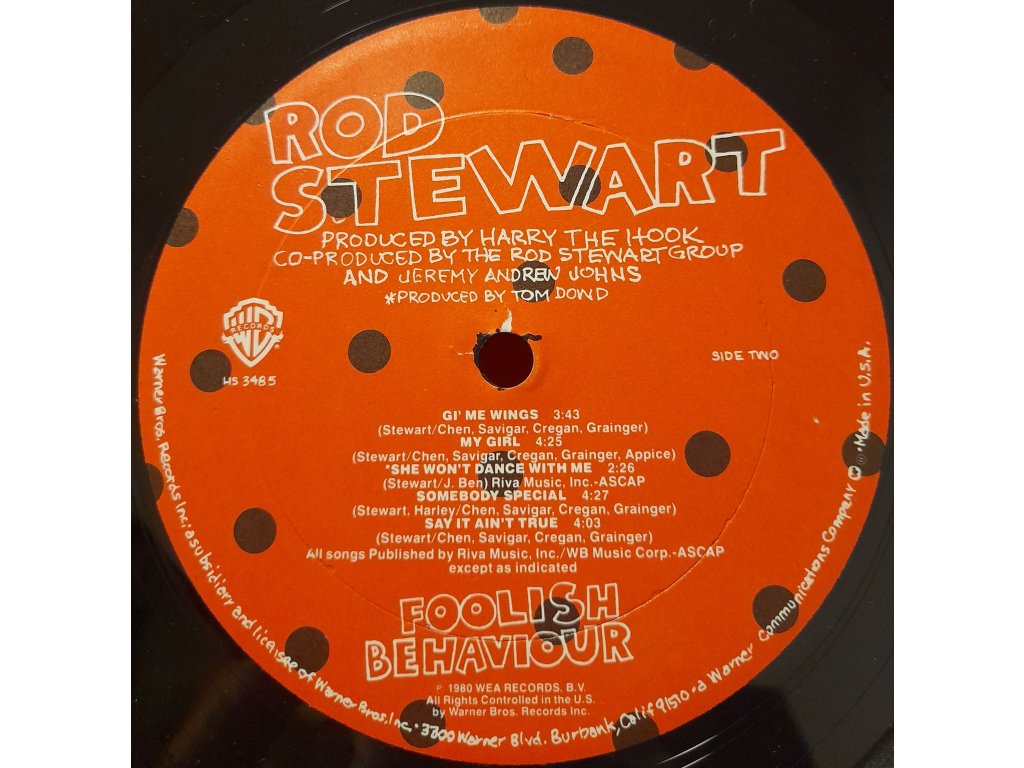 ROD
STEWART
PRODUCED BY HARRY THE HOOK
CO-PRODUCED BY THE ROD STEWART GROUP
AND JEREMY ANDREW JOHNS
*PRODUCED BY TOM DOWD
WB
RECORDS
HS 3485
SIDE TWO
GI' ME WINGS 3:43
(Stewart/Chen, Savigar, Cregan, Grainger)
MY GIRL 4:25
(Stewart/Chen, Savigar, Cregan, Grainger, Appice)
*SHE WON'T DANCE WITH ME 2:26
(Stewart/J. Ben) Riva Music, Inc.-ASCAP
SOMEBODY SPECIAL 4:27
(Stewart, Harley/Chen, Savigar, Cregan, Grainger)
SAY IT AIN'T TRUE 4:03
(Stewart/Chen, Savigar, Cregan, Grainger)
All songs Published by Riva Music, Inc./WB Music Corp.-ASCAP
except as indicated
FOOLISH
BEHAVIOUR
℗ 1980 WEA RECORDS, B.V.
All Rights Controlled in the U.S.
by Warner Bros. Records Inc.
Warner Bros. Records Inc., a subsidiary and licensee of Warner Bros. Inc. • 3300 Warner Blvd. Burbank, Calif 91510 - a Warner Communications Company • Made in U.S.A.